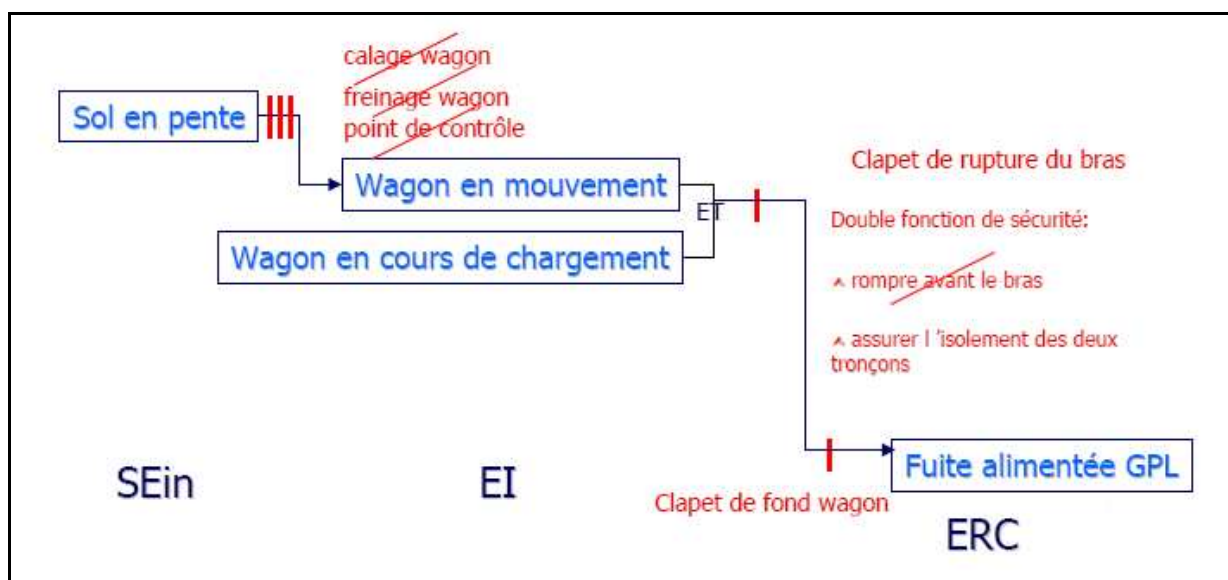 calage wagon
Sol en pente
freinage wagon
point de contrôle
Wagon en mouvement
ET
Wagon en cours de chargement
Clapet de rupture du bras
Double fonction de sécurité:
rompre avant le bras
assurer l 'isolement des deux
tronçons
Fuite alimentée GPL
Clapet de fond wagon
SEin
EI
ERC